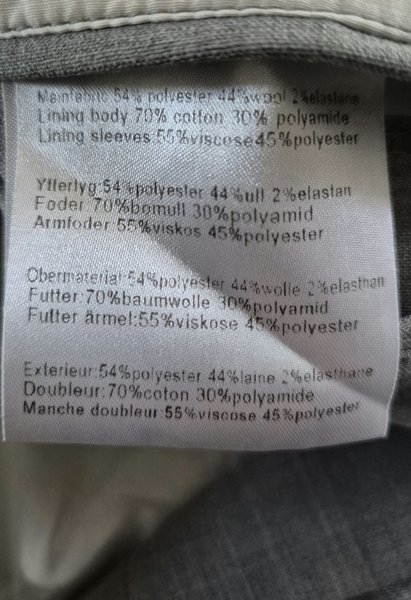 Mainfabric 54% polyester 44%wool 2%elastane
Lining body 70% cotton 30% polyamide
Lining sleeves:55%viscose45%polyester
Yttertyg:54%polyester 44%ull 2%elastan
Foder:70%bomull 30%polyamid
Armfoder:55%viskos 45%polyester
Obermaterial:54%polyester 44%wolle 2%elasthan
Futter:70%baumwolle 30%polyamid
Futter ärmel:55%viskose 45%polyester
Exterieur:54%polyester 44%laine 2%elasthane
Doubleur:70%coton 30%polyamide
Manche doubleur:55%viscose 45%polyester